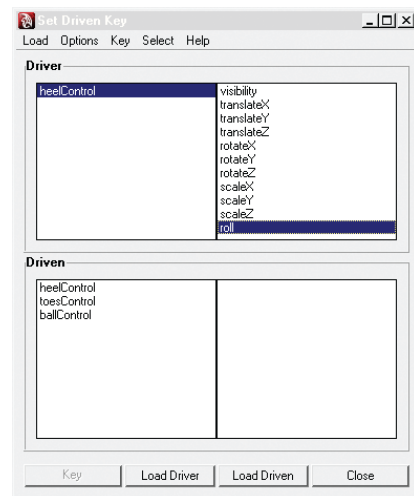 Set Driven Key
Load Options Key Select Help
Driver
heelControl
visibility
translateX
translateY
translateZ
rotateX
rotateY
rotateZ
scaleX
scaleY
scaleZ
roll
Driven
heelControl
toesControl
ballControl
Key Load Driver Load Driven Close